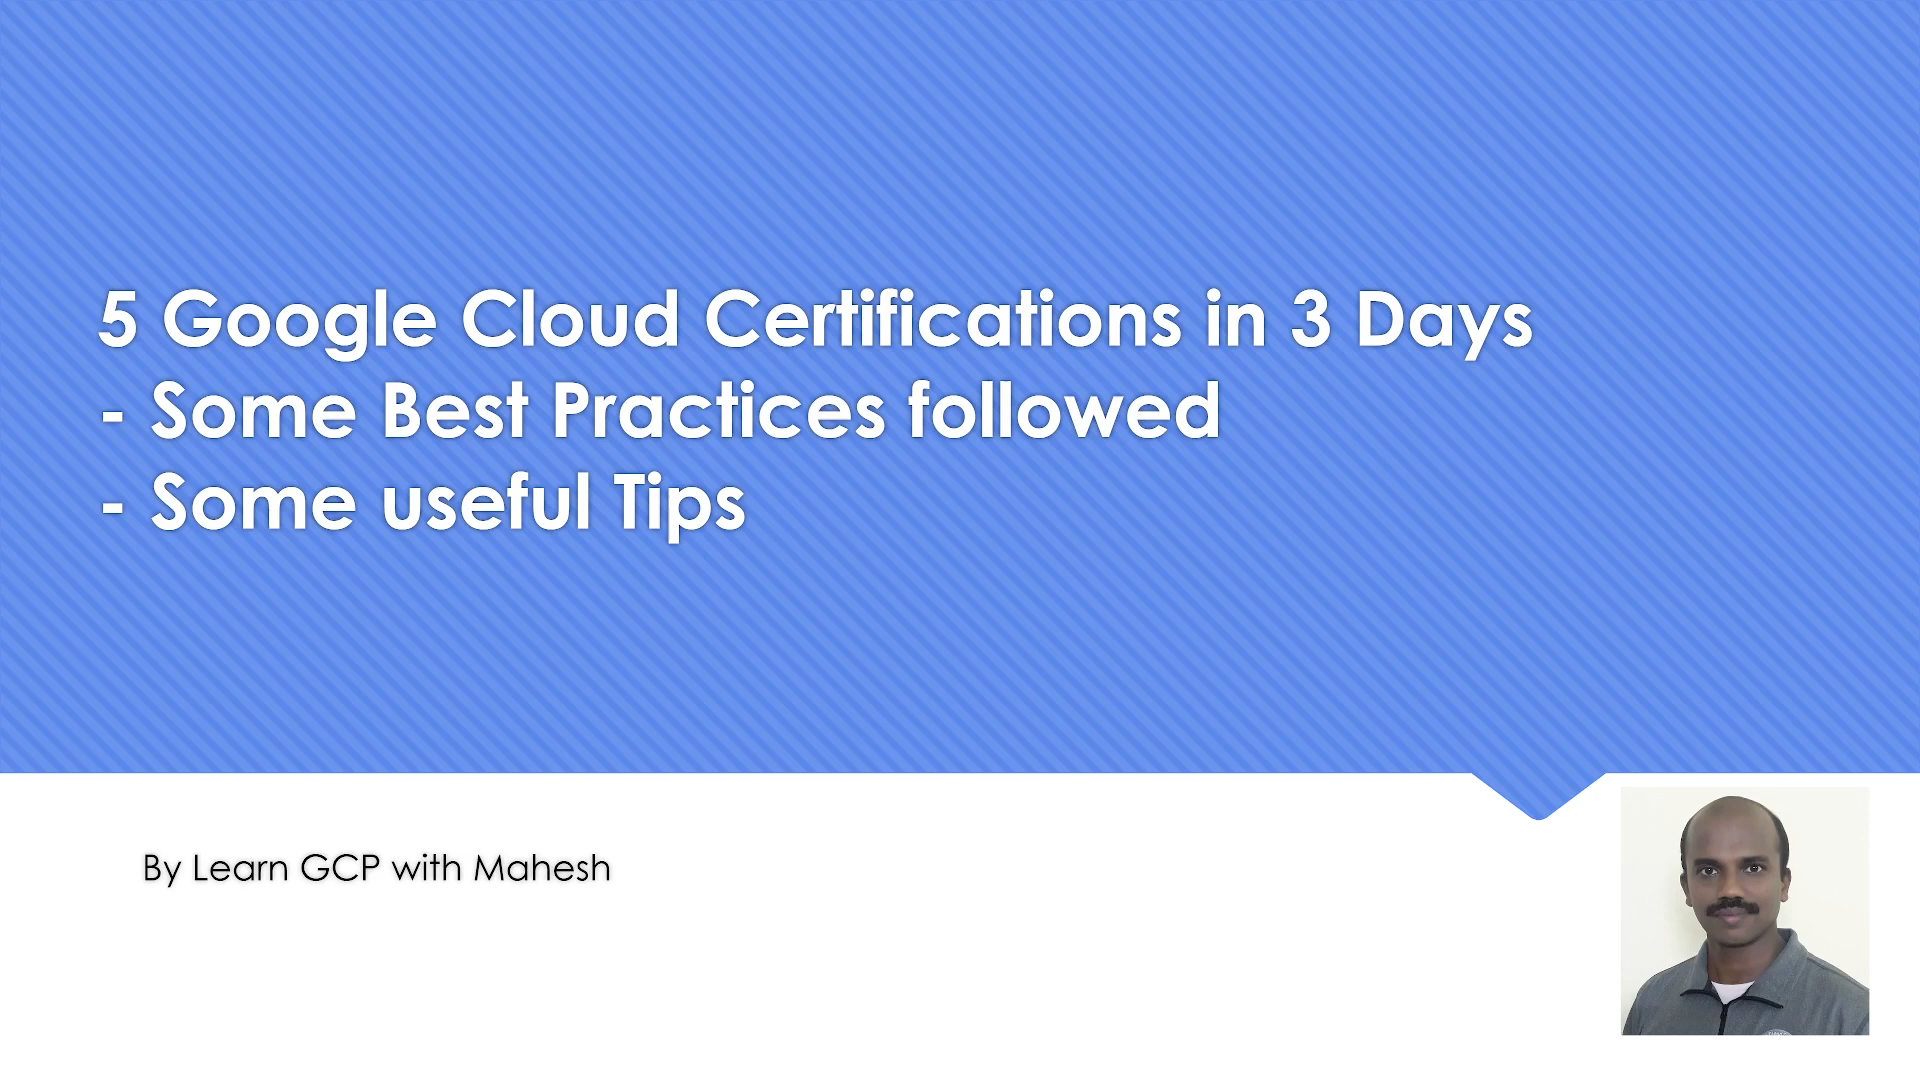 5 Google Cloud Certifications in 3 Days
- Some Best Practices followed
- Some useful Tips
By Learn GCP with Mahesh